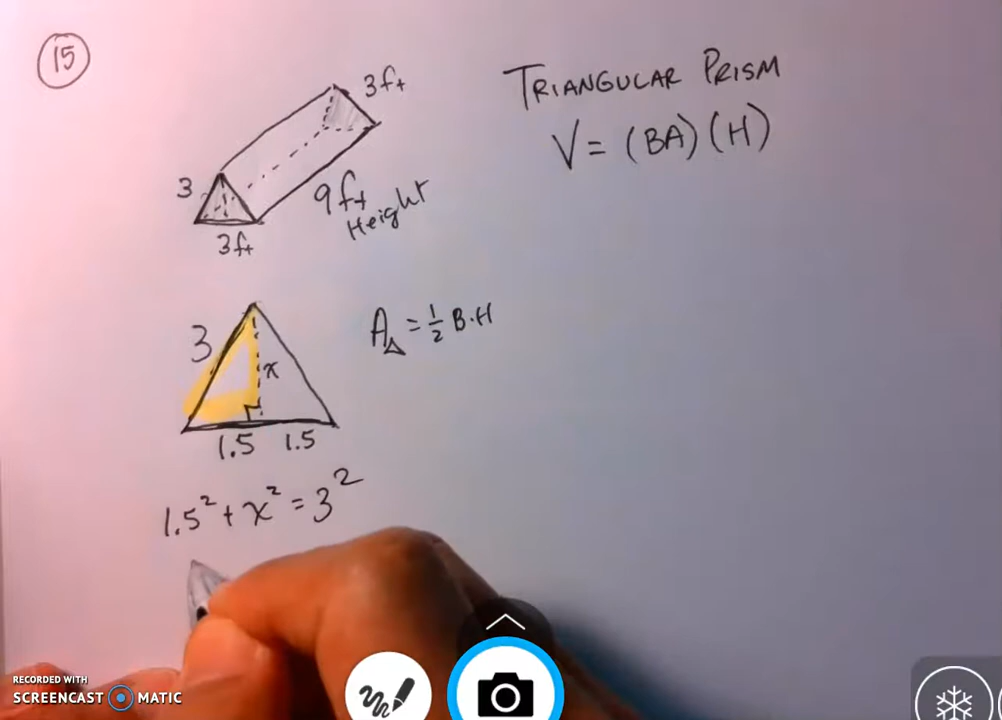 15
TRIANGULAR PRISM
V = (BA)(H)
3ft
3
9ft
Height
3ft
3
x
1.5 1.5
A△ = 1/2 B·H
1.5² + x² = 3²
RECORDED WITH
SCREENCAST MATIC